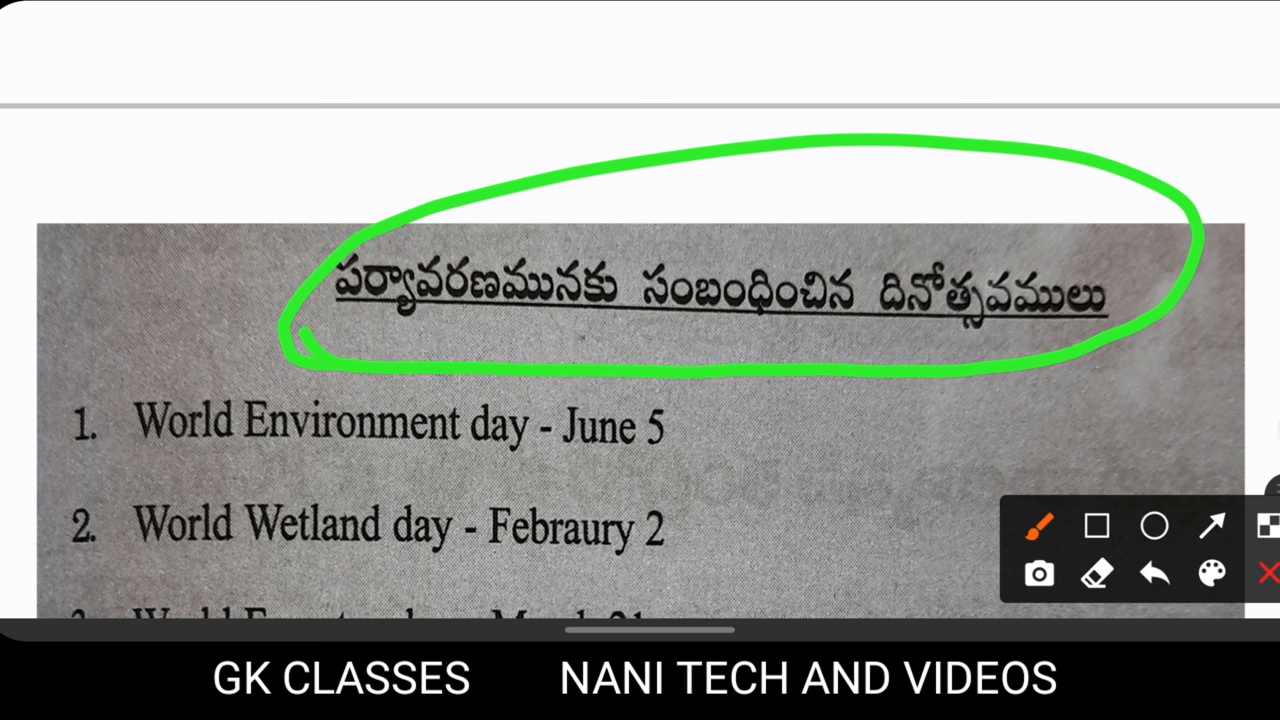 పర్యావరణమునకు సంబంధించిన దినోత్సవములు
1. World Environment day - June 5
2. World Wetland day - Febraury 2
GK CLASSES NANI TECH AND VIDEOS